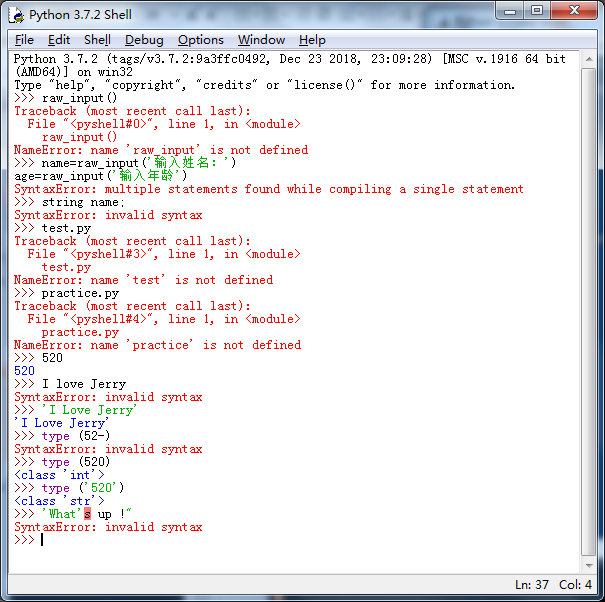 Python 3.7.2 Shell
File Edit Shell Debug Options Window Help
Python 3.7.2 (tags/v3.7.2:9a3ffc0492, Dec 23 2018, 23:09:28) [MSC v.1916 64 bit
(AMD64)] on win32
Type "help", "copyright", "credits" or "license()" for more information.
>>> raw_input()
Traceback (most recent call last):
  File "<pyshell#0>", line 1, in <module>
    raw_input()
NameError: name 'raw_input' is not defined
>>> name=raw_input('输入姓名：')
age=raw_input('输入年龄')
SyntaxError: multiple statements found while compiling a single statement
>>> string name;
SyntaxError: invalid syntax
>>> test.py
Traceback (most recent call last):
  File "<pyshell#3>", line 1, in <module>
    test.py
NameError: name 'test' is not defined
>>> practice.py
Traceback (most recent call last):
  File "<pyshell#4>", line 1, in <module>
    practice.py
NameError: name 'practice' is not defined
>>> 520
520
>>> I love Jerry
SyntaxError: invalid syntax
>>> 'I Love Jerry'
'I Love Jerry'
>>> type (52-)
SyntaxError: invalid syntax
>>> type (520)
<class 'int'>
>>> type ('520')
<class 'str'>
>>> 'What's up !"
SyntaxError: invalid syntax
>>>
Ln: 37 Col: 4